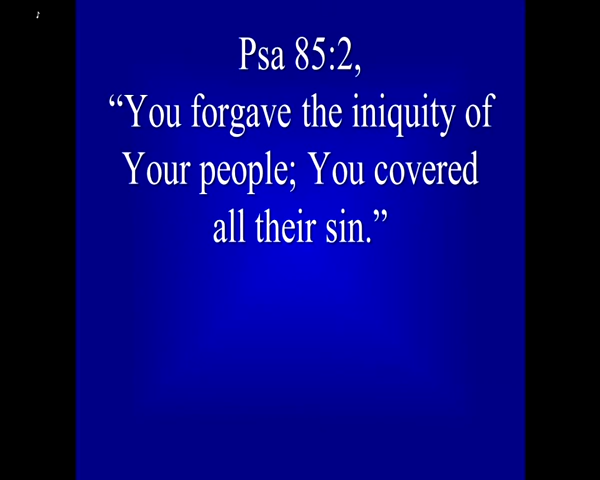 Psa 85:2,
“You forgave the iniquity of
Your people; You covered
all their sin.”